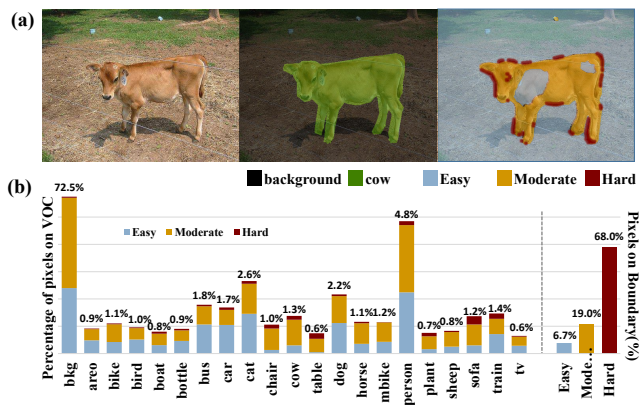 (a)
background cow Easy Moderate Hard
(b)
Percentage of pixels on VOC
Pixels on Boundary(%)
Easy Moderate Hard
72.5%
0.9%
1.1%
1.0%
0.8%
0.9%
1.8%
1.7%
2.6%
1.0%
1.3%
0.6%
2.2%
1.1%
1.2%
4.8%
0.7%
0.8%
1.2%
1.4%
0.6%
6.7%
19.0%
68.0%
bkg
areo
bike
bird
boat
bottle
bus
car
cat
chair
cow
table
dog
horse
mbike
person
plant
sheep
sofa
train
tv
Easy
Mode…
Hard